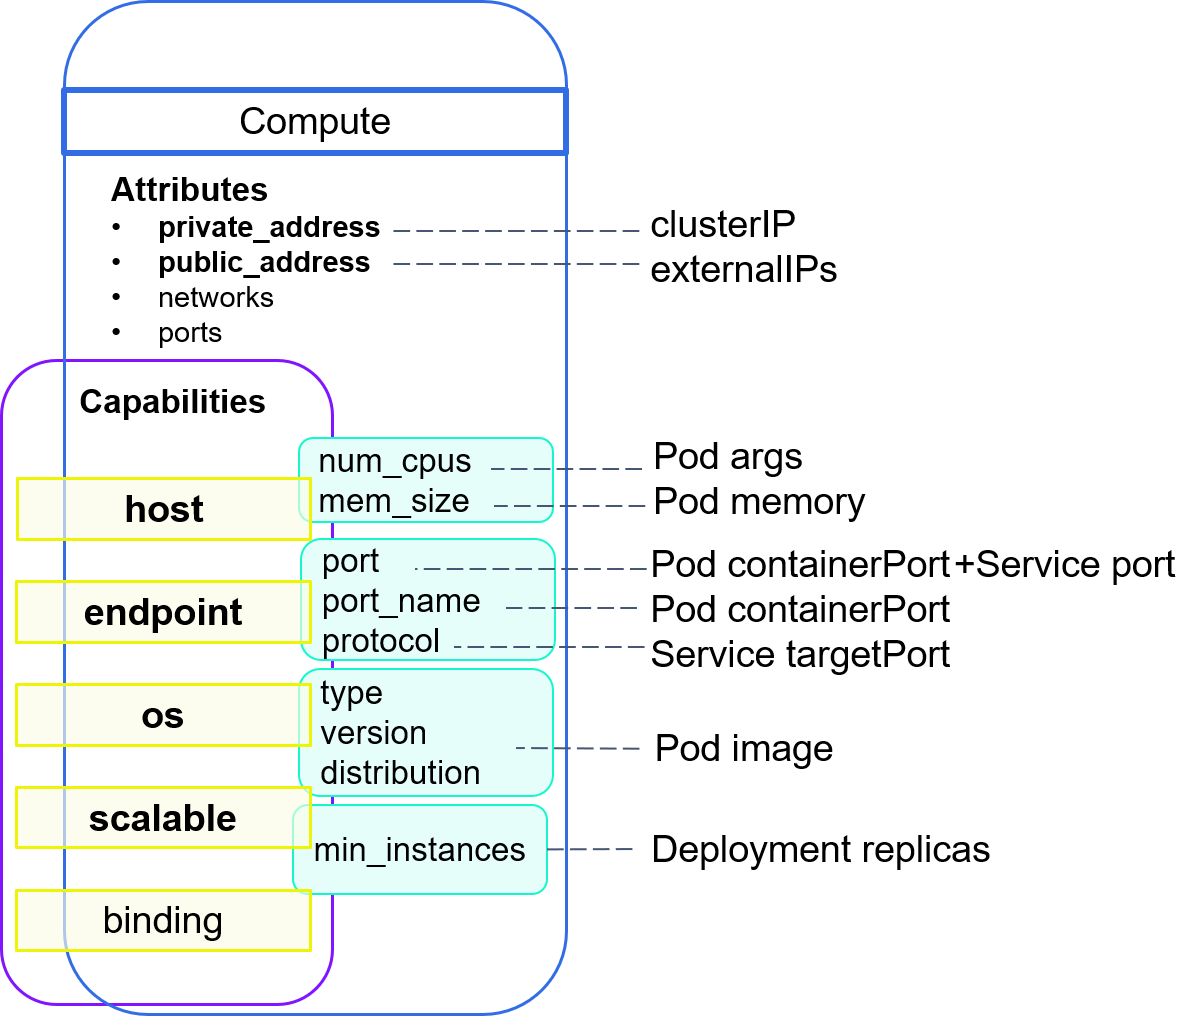 Compute
Attributes
• private_address
clusterIP
• public_address
externalIPs
• networks
• ports
Capabilities
host
num_cpus
Pod args
mem_size
Pod memory
endpoint
port
Pod containerPort+Service port
port_name
Pod containerPort
protocol
Service targetPort
os
type
version
distribution
Pod image
scalable
min_instances
Deployment replicas
binding